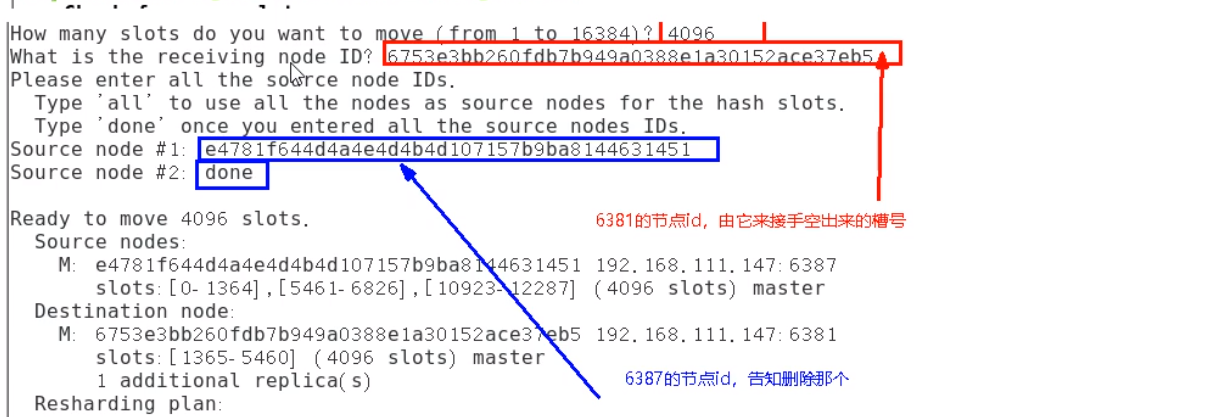 How many slots do you want to move (from 1 to 16384)? 4096
What is the receiving node ID? 6753e3bb260fdb7b949a0388e1a30152ace37eb5
Please enter all the source node IDs.
Type 'all' to use all the nodes as source nodes for the hash slots.
Type 'done' once you entered all the source nodes IDs.
Source node #1: e4781f644d4a4e4d4b4d107157b9ba8144631451
Source node #2: done
Ready to move 4096 slots.
6381的节点id，由它来接手空出来的槽号
Source nodes:
M: e4781f644d4a4e4d4b4d107157b9ba8144631451 192.168.111.147:6387
slots:[0-1364],[5461-6826],[10923-12287] (4096 slots) master
Destination node:
M: 6753e3bb260fdb7b949a0388e1a30152ace37eb5 192.168.111.147:6381
slots:[1365-5460] (4096 slots) master
1 additional replica(s)
6387的节点id，告知删除那个
Resharding plan: